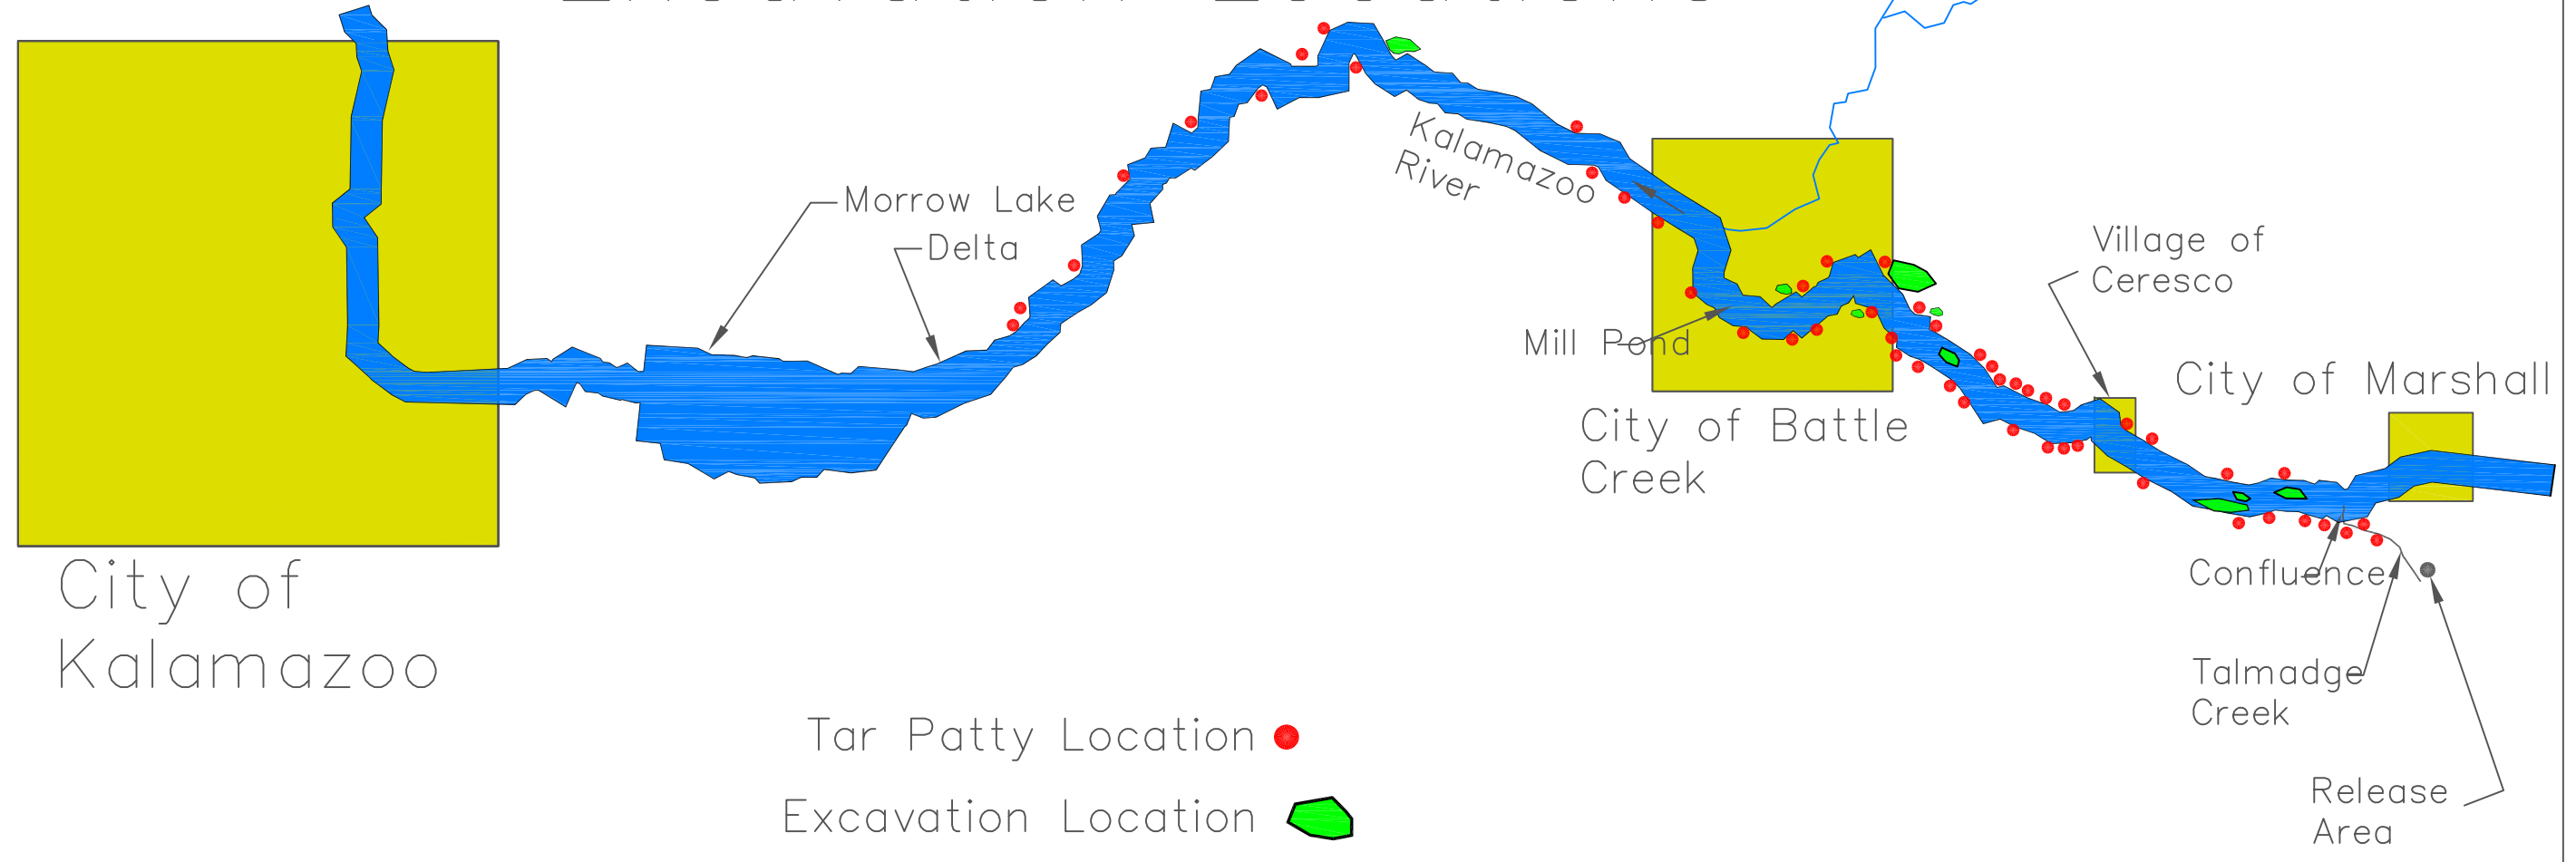 Morrow Lake
Delta
Kalamazoo
River
Mill Pond
Village of
Ceresco
City of Marshall
City of Battle
Creek
City of
Kalamazoo
Confluence
Talmadge
Creek
Release
Area
Tar Patty Location
Excavation Location